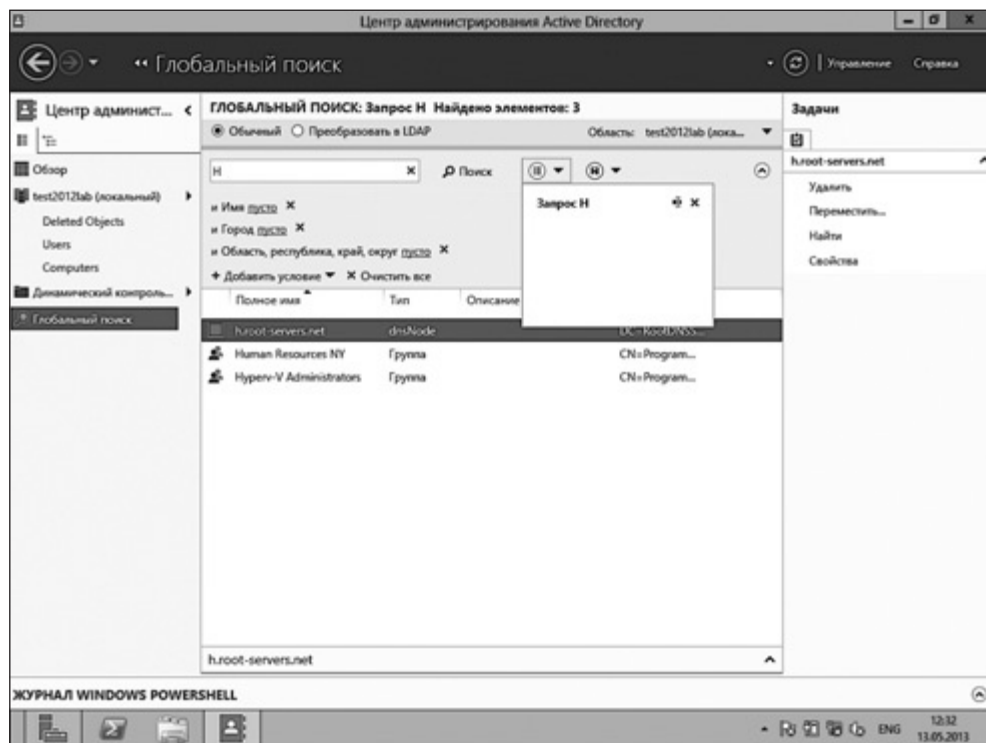 Центр администрирования Active Directory
Глобальный поиск
Управление Справка
Центр админист...
Обзор
test2012lab (локальный)
Deleted Objects
Users
Computers
Динамический контроль...
Глобальный поиск
ГЛОБАЛЬНЫЙ ПОИСК: Запрос H Найдено элементов: 3
Обычный Преобразовать в LDAP Область: test2012lab (лока...
H Поиск
и Имя пусто
и Город пусто
и Область, республика, край, округ пусто
Добавить условие Очистить все
Запрос H
Полное имя Тип Описание
h.root-servers.net dnsNode DC=RootDNSS...
Human Resources NY Группа CN=Program...
Hyperv-V Administrators Группа CN=Program...
h.root-servers.net
Задачи
h.root-servers.net
Удалить
Переместить...
Найти
Свойства
ЖУРНАЛ WINDOWS POWERSHELL
ENG 12:32
13.05.2013